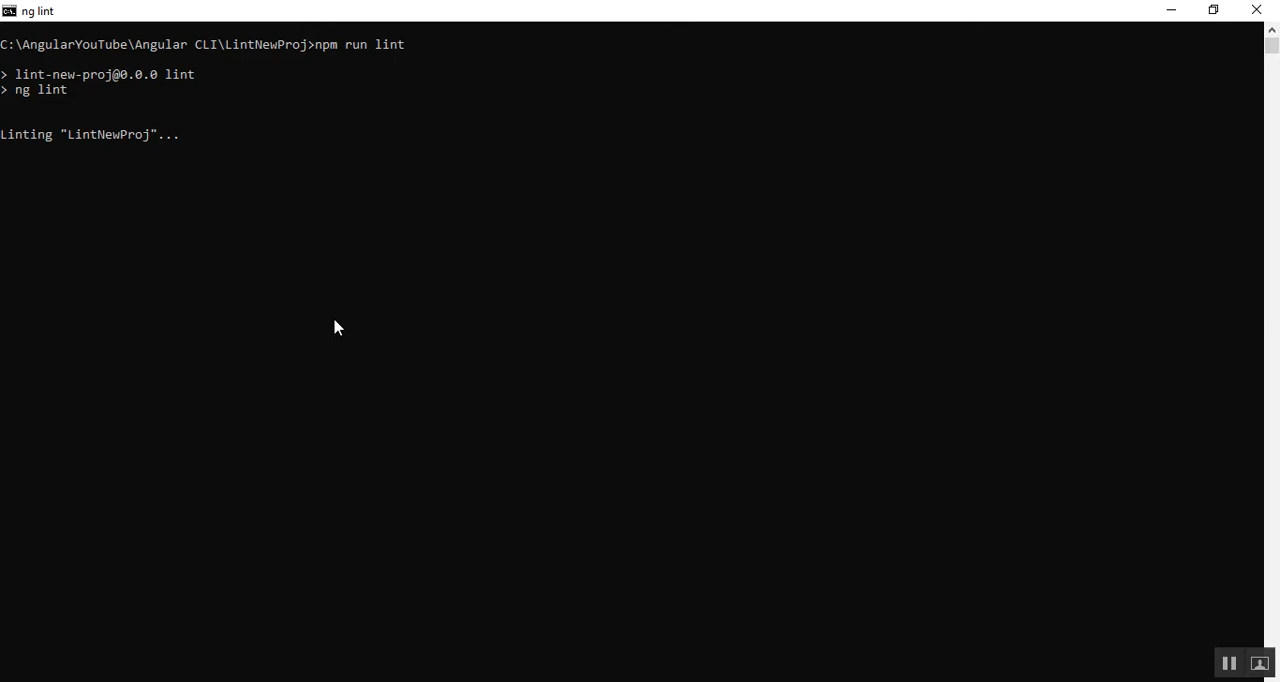 ng lint
C:\AngularYouTube\Angular CLI\LintNewProj>npm run lint
> lint-new-proj@0.0.0 lint
> ng lint
Linting "LintNewProj"...